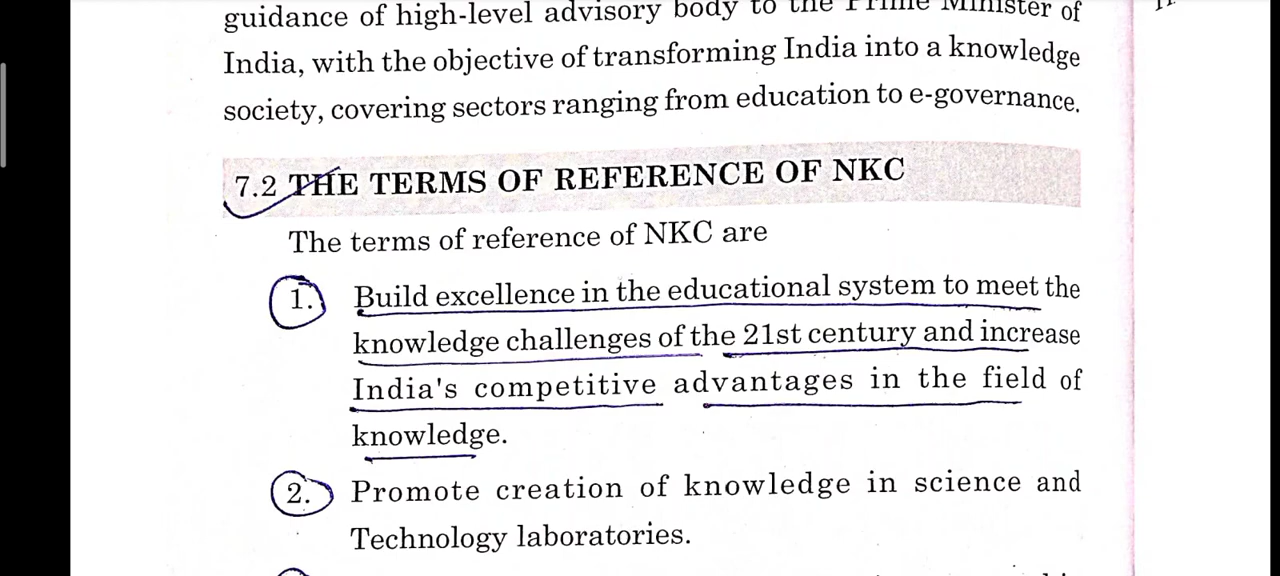 guidance of high-level advisory body to the Prime Minister of
India, with the objective of transforming India into a knowledge
society, covering sectors ranging from education to e-governance.
7.2 THE TERMS OF REFERENCE OF NKC
The terms of reference of NKC are
1. Build excellence in the educational system to meet the
knowledge challenges of the 21st century and increase
India's competitive advantages in the field of
knowledge.
2. Promote creation of knowledge in science and
Technology laboratories.